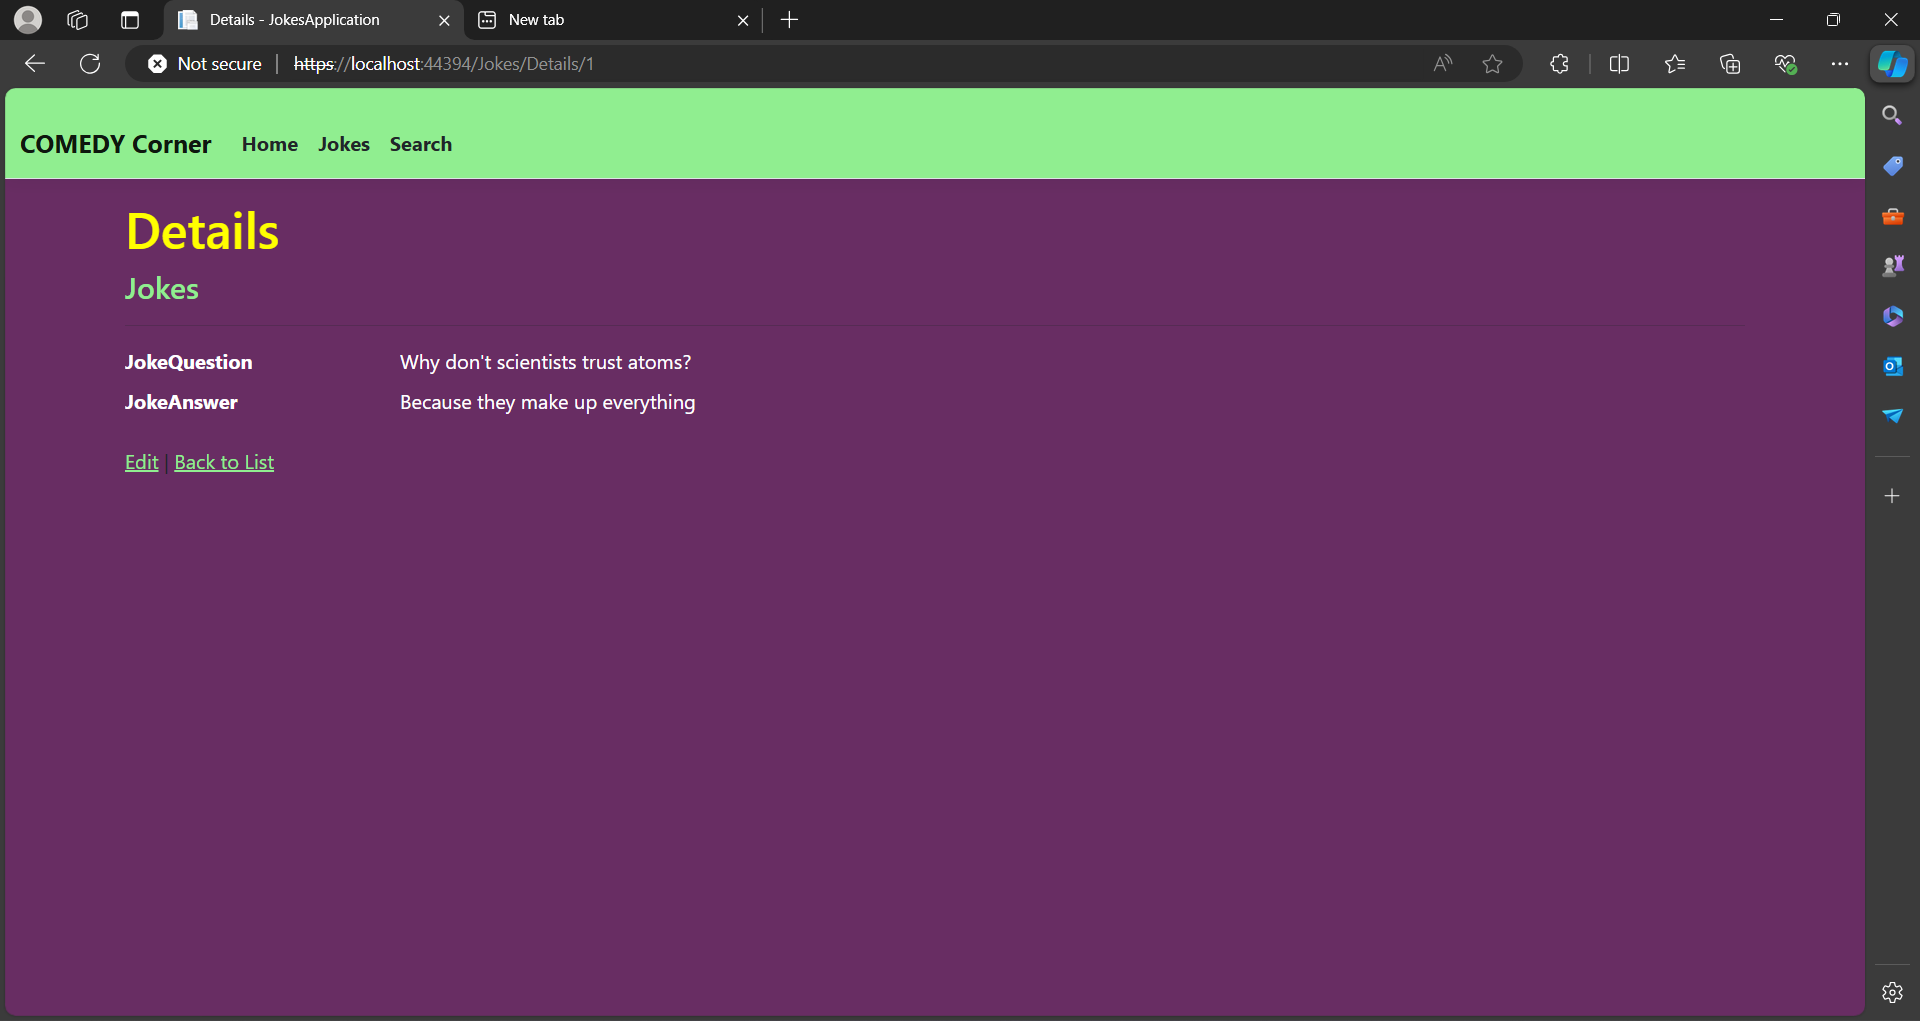 Details - JokesApplication New tab
Not secure https://localhost:44394/Jokes/Details/1
COMEDY Corner Home Jokes Search
Details
Jokes
JokeQuestion Why don't scientists trust atoms?
JokeAnswer Because they make up everything
Edit | Back to List